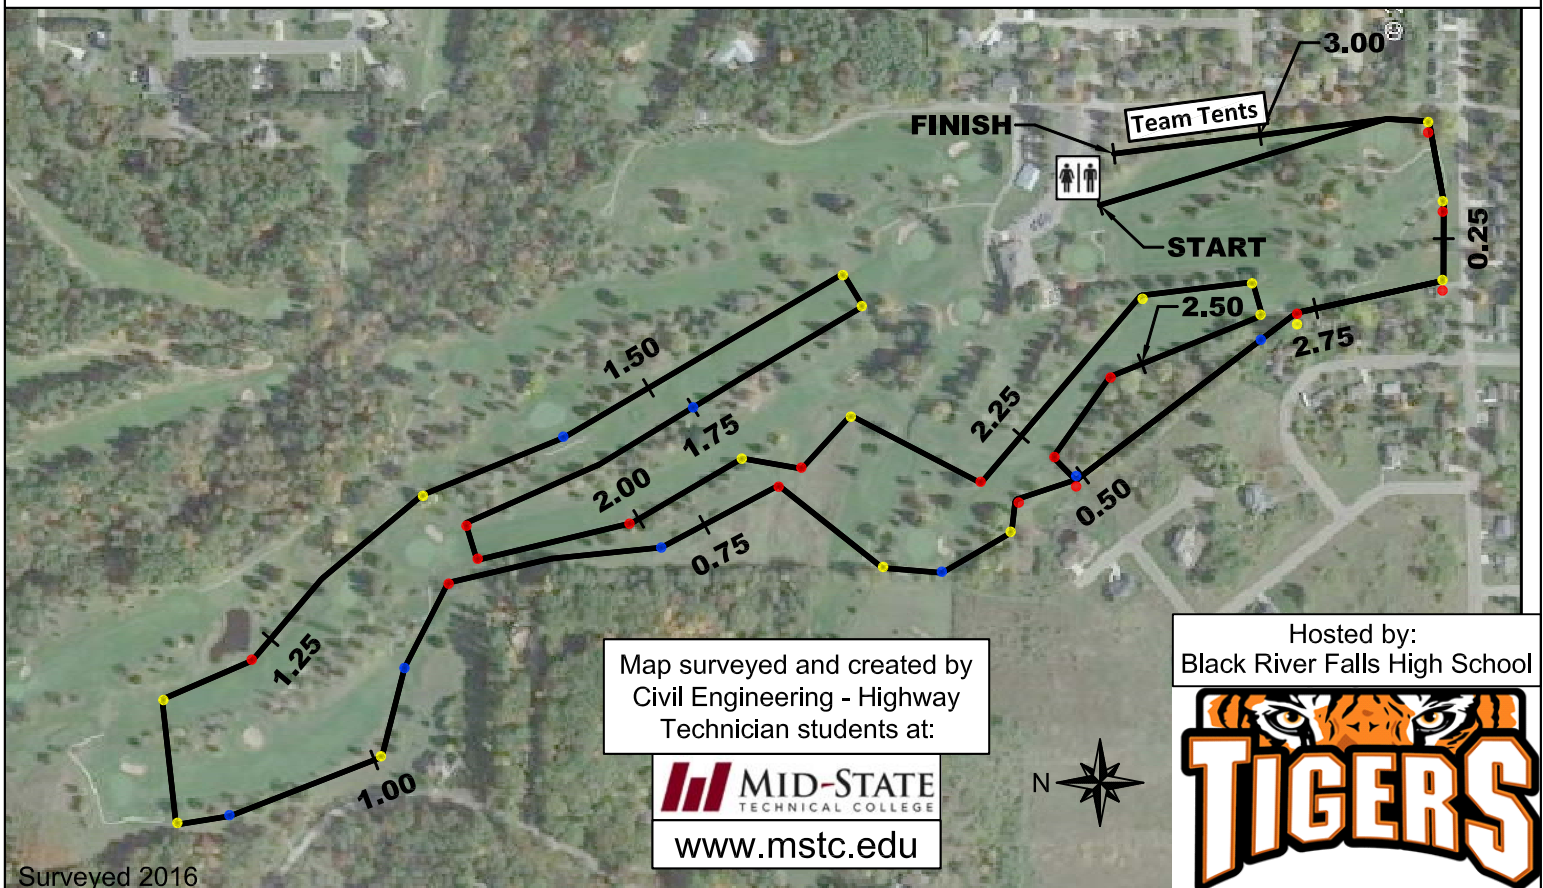 3.00
FINISH
Team Tents
START
0.25
2.50
2.75
1.50
1.75
2.25
2.00
0.50
0.75
1.25
1.00
Map surveyed and created by
Civil Engineering - Highway
Technician students at:
MID-STATE
TECHNICAL COLLEGE
www.mstc.edu
N
Hosted by:
Black River Falls High School
TIGERS
Surveyed 2016